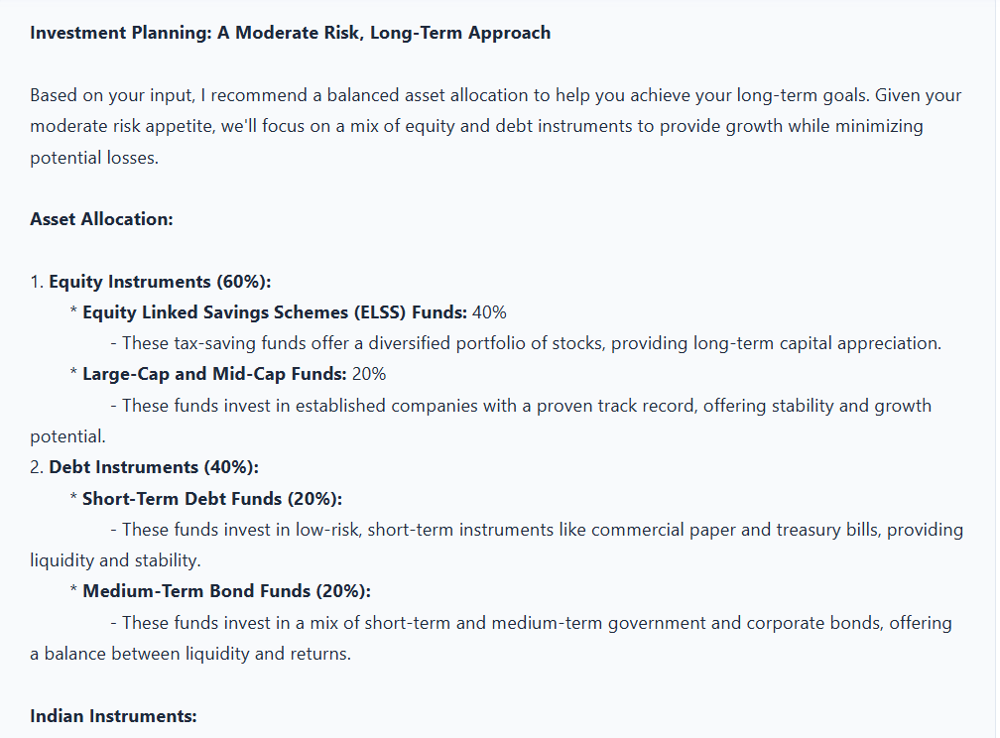 Investment Planning: A Moderate Risk, Long-Term Approach
Based on your input, I recommend a balanced asset allocation to help you achieve your long-term goals. Given your
moderate risk appetite, we'll focus on a mix of equity and debt instruments to provide growth while minimizing
potential losses.
Asset Allocation:
1. Equity Instruments (60%):
* Equity Linked Savings Schemes (ELSS) Funds: 40%
- These tax-saving funds offer a diversified portfolio of stocks, providing long-term capital appreciation.
* Large-Cap and Mid-Cap Funds: 20%
- These funds invest in established companies with a proven track record, offering stability and growth
potential.
2. Debt Instruments (40%):
* Short-Term Debt Funds (20%):
- These funds invest in low-risk, short-term instruments like commercial paper and treasury bills, providing
liquidity and stability.
* Medium-Term Bond Funds (20%):
- These funds invest in a mix of short-term and medium-term government and corporate bonds, offering
a balance between liquidity and returns.
Indian Instruments: